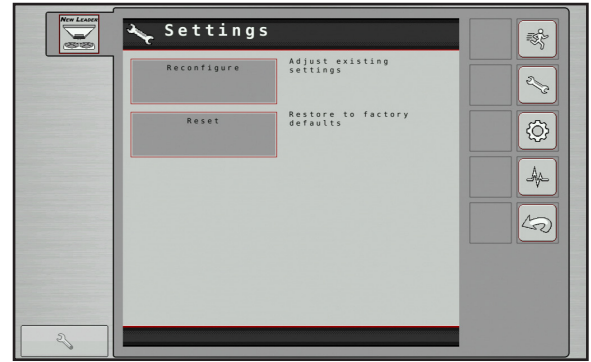 New Leader
Settings
Reconfigure
Adjust existing
settings
Reset
Restore to factory
defaults